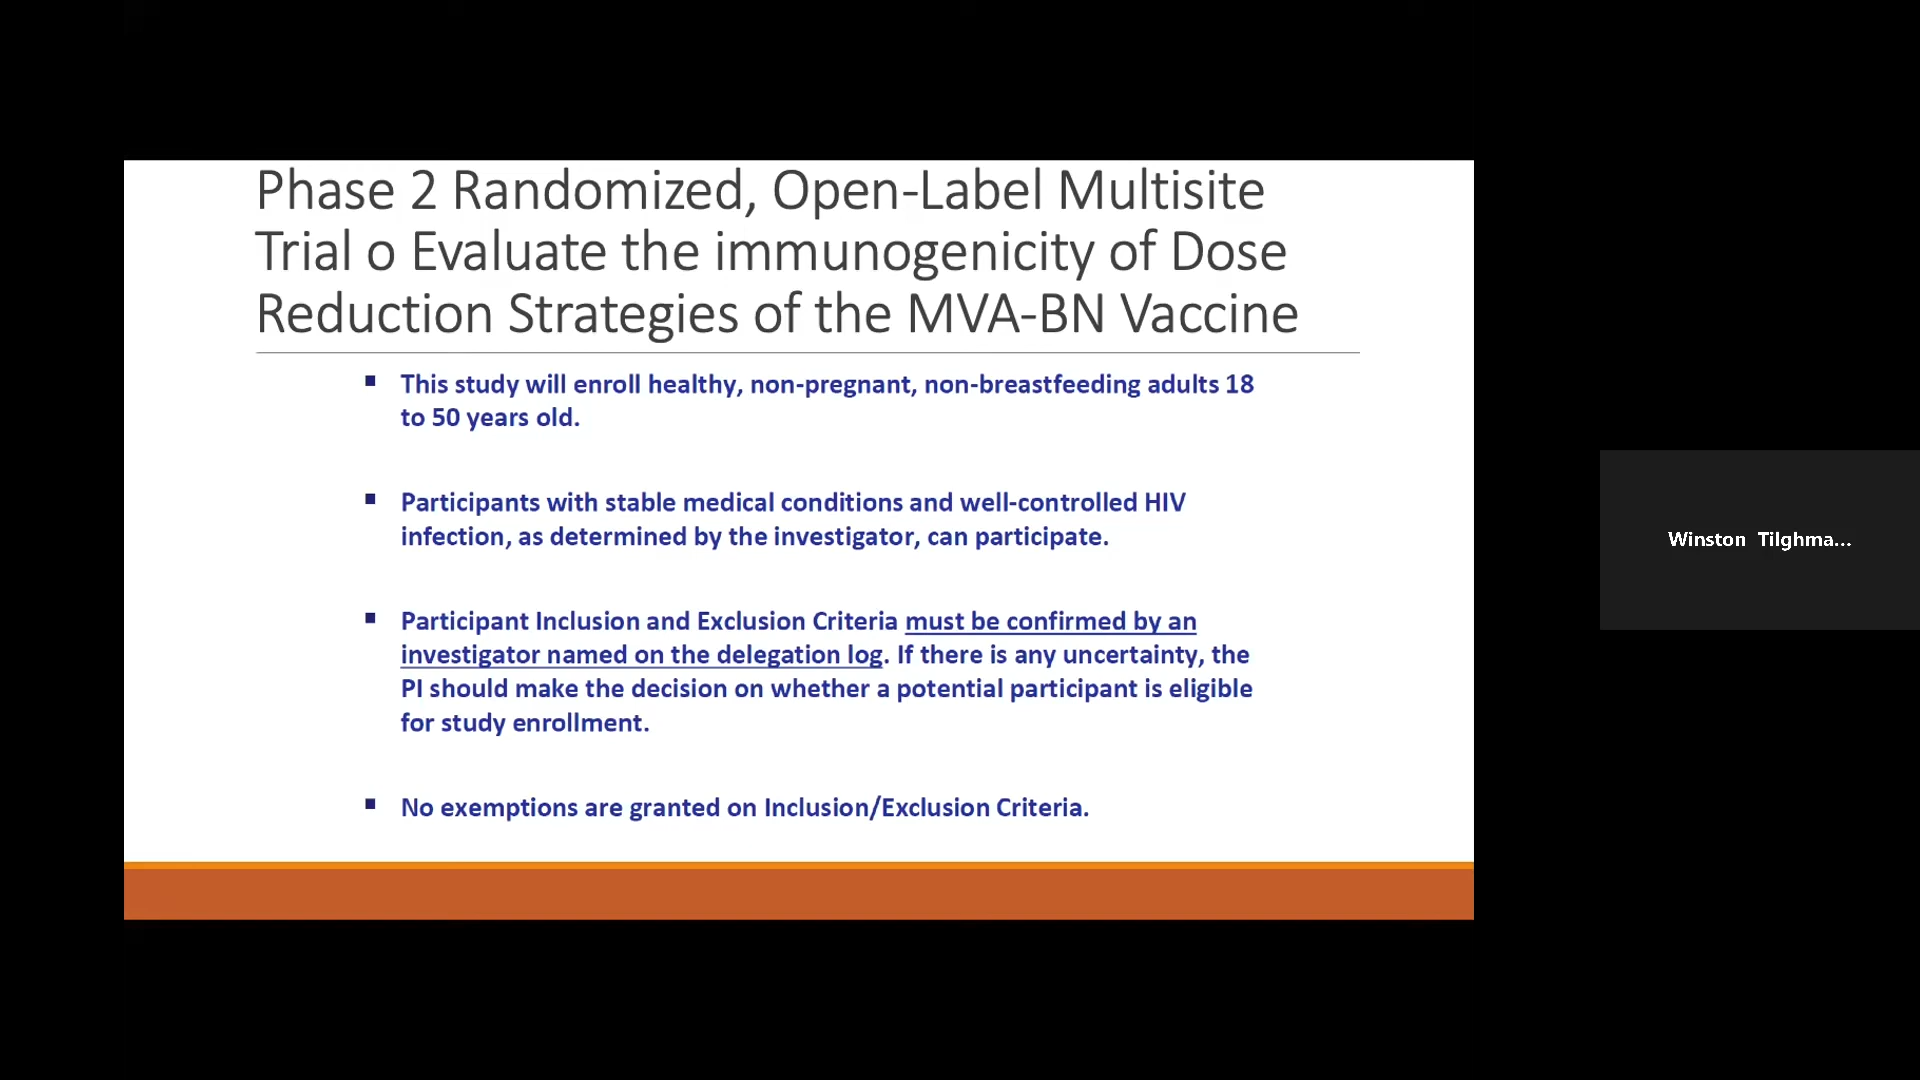 Phase 2 Randomized, Open-Label Multisite
Trial o Evaluate the immunogenicity of Dose
Reduction Strategies of the MVA-BN Vaccine
▪ This study will enroll healthy, non-pregnant, non-breastfeeding adults 18
to 50 years old.
▪ Participants with stable medical conditions and well-controlled HIV
infection, as determined by the investigator, can participate.
▪ Participant Inclusion and Exclusion Criteria must be confirmed by an
investigator named on the delegation log. If there is any uncertainty, the
PI should make the decision on whether a potential participant is eligible
for study enrollment.
▪ No exemptions are granted on Inclusion/Exclusion Criteria.
Winston Tilghma...